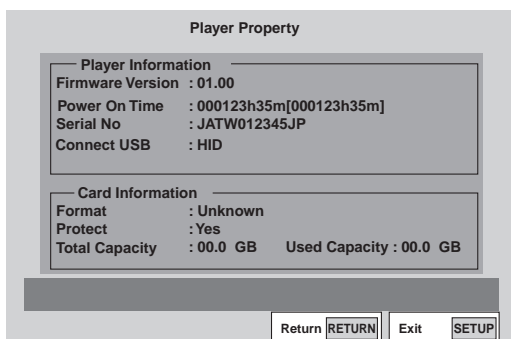 Player Property
Player Information
Firmware Version : 01.00
Power On Time : 000123h35m[000123h35m]
Serial No : JATW012345JP
Connect USB : HID
Card Information
Format : Unknown
Protect : Yes
Total Capacity : 00.0 GB Used Capacity : 00.0 GB
Return RETURN Exit SETUP